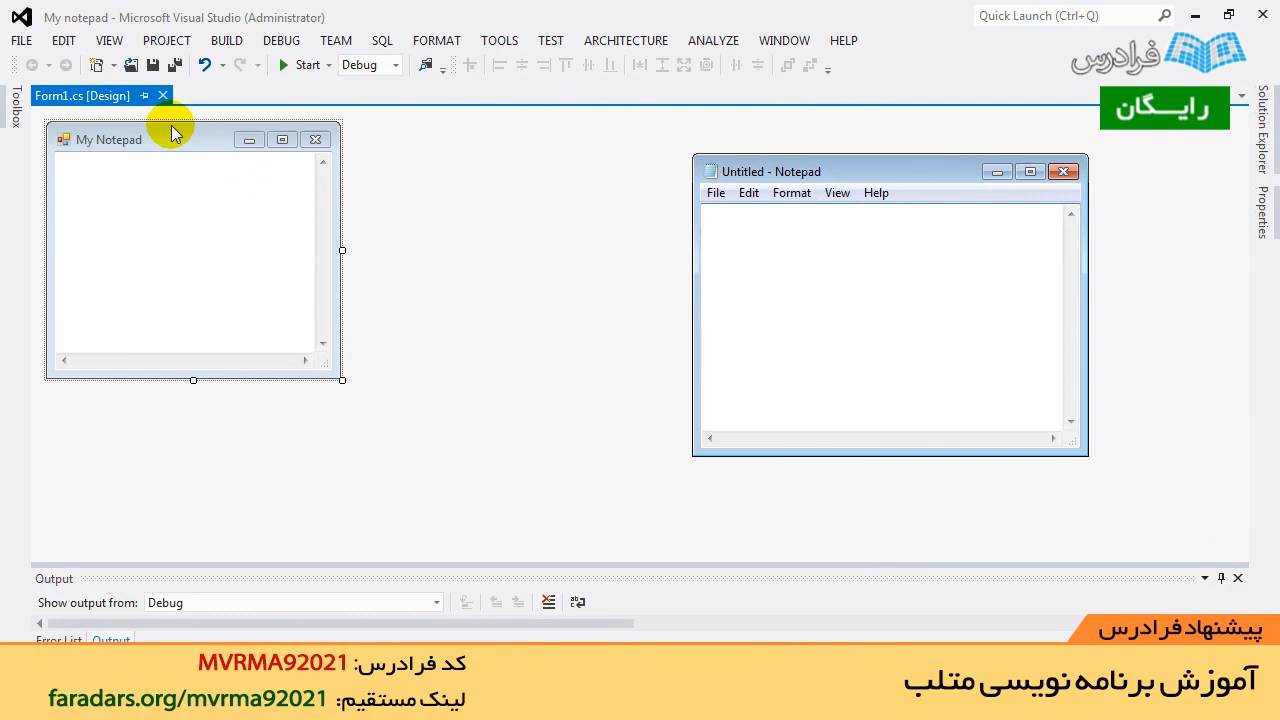 My notepad - Microsoft Visual Studio (Administrator)
Quick Launch (Ctrl+Q)
FILE EDIT VIEW PROJECT BUILD DEBUG TEAM SQL FORMAT TOOLS TEST ARCHITECTURE ANALYZE WINDOW HELP
Start Debug
فرادرس
رایـــگان
Form1.cs [Design]
Toolbox
Solution Explorer
Properties
My Notepad
Untitled - Notepad
File Edit Format View Help
Output
Show output from: Debug
Error List Output
پیشنهاد فرادرس
آموزش برنامه نویسی متلب
کد فرادرس: MVRMA92021
لینک مستقیم: faradars.org/mvrma92021